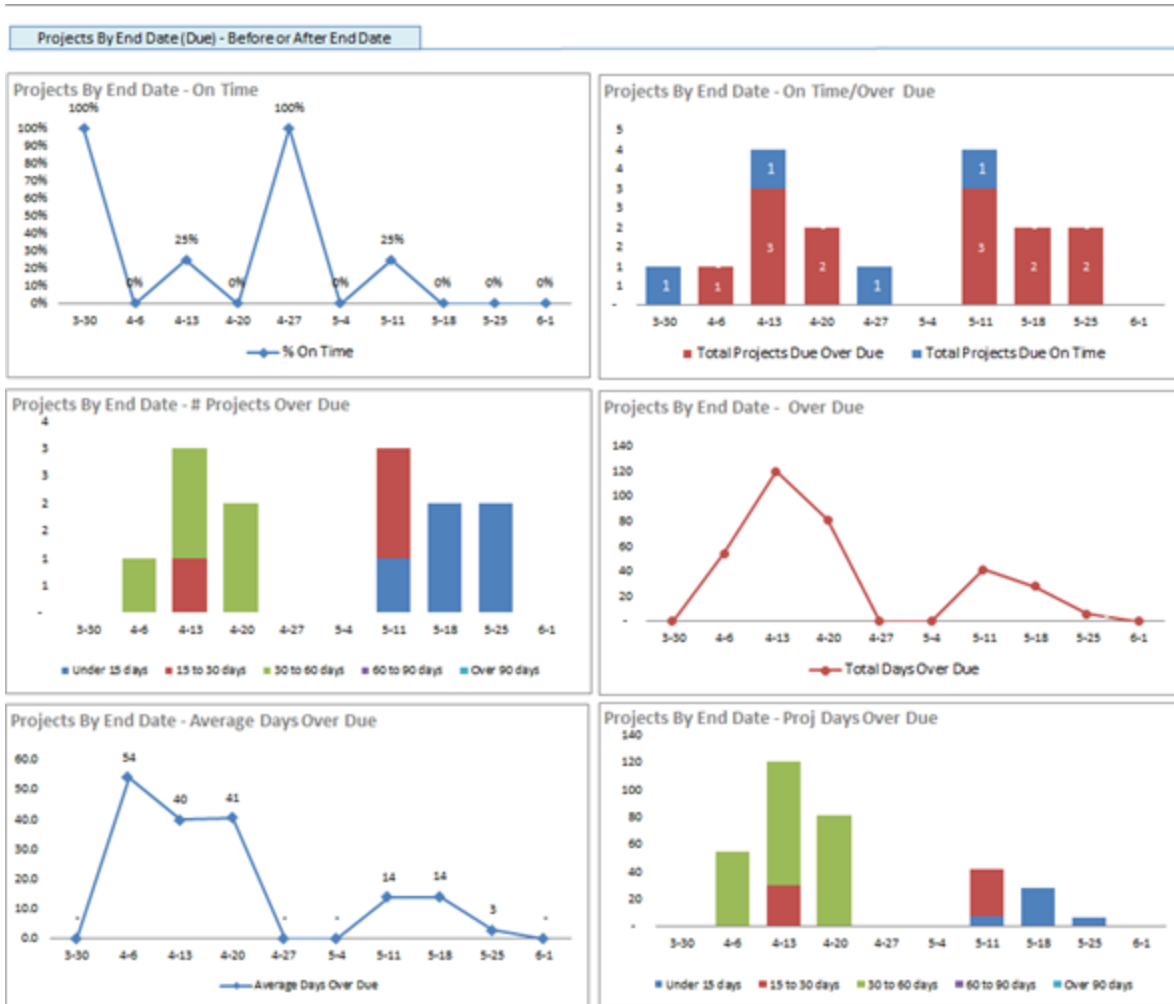 Projects By End Date (Due) - Before or After End Date
Projects By End Date - On Time
100% 100%
100%
90%
80%
70%
60%
50%
40%
30%
20%
10%
0%
25% 25%
0% 0% 0% 0% 0% 0%
3-30 4-6 4-13 4-20 4-27 5-4 5-11 5-18 5-25 6-1
% On Time
Projects By End Date - On Time/Over Due
5
4
4
3
3
2
2
1
1
-
1 1
3 2 3 2 2
1 1 1
3-30 4-6 4-13 4-20 4-27 5-4 5-11 5-18 5-25 6-1
Total Projects Due Over Due Total Projects Due On Time
Projects By End Date - # Projects Over Due
4
3
3
2
2
1
1
-
3-30 4-6 4-13 4-20 4-27 5-4 5-11 5-18 5-25 6-1
Under 15 days 15 to 30 days 30 to 60 days 60 to 90 days Over 90 days
Projects By End Date - Over Due
140
120
100
80
60
40
20
-
3-30 4-6 4-13 4-20 4-27 5-4 5-11 5-18 5-25 6-1
Total Days Over Due
Projects By End Date - Average Days Over Due
60.0
50.0
40.0
30.0
20.0
10.0
0.0
- 54 40 41 - - 14 14 3 -
3-30 4-6 4-13 4-20 4-27 5-4 5-11 5-18 5-25 6-1
Average Days Over Due
Projects By End Date - Proj Days Over Due
140
120
100
80
60
40
20
-
3-30 4-6 4-13 4-20 4-27 5-4 5-11 5-18 5-25 6-1
Under 15 days 15 to 30 days 30 to 60 days 60 to 90 days Over 90 days